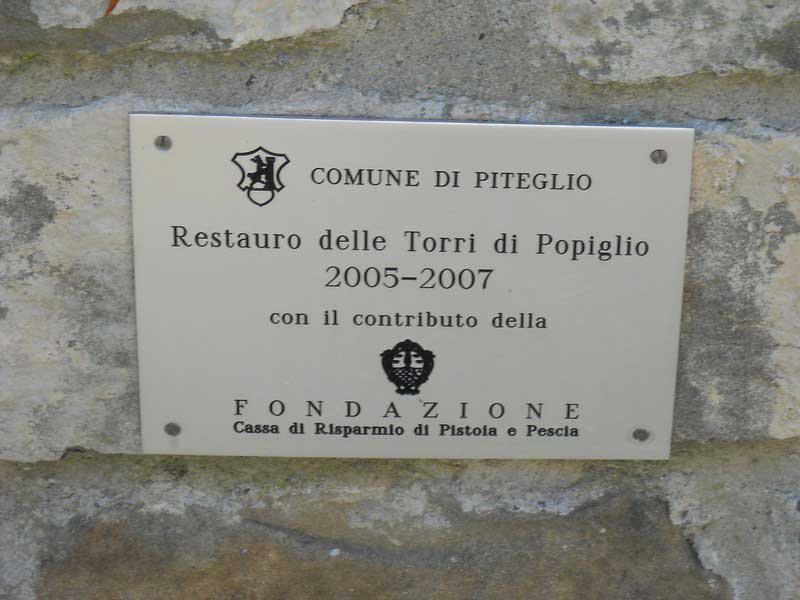 COMUNE DI PITEGLIO
Restauro delle Torri di Popiglio
2005-2007
con il contributo della
FONDAZIONE
Cassa di Risparmio di Pistoia e Pescia